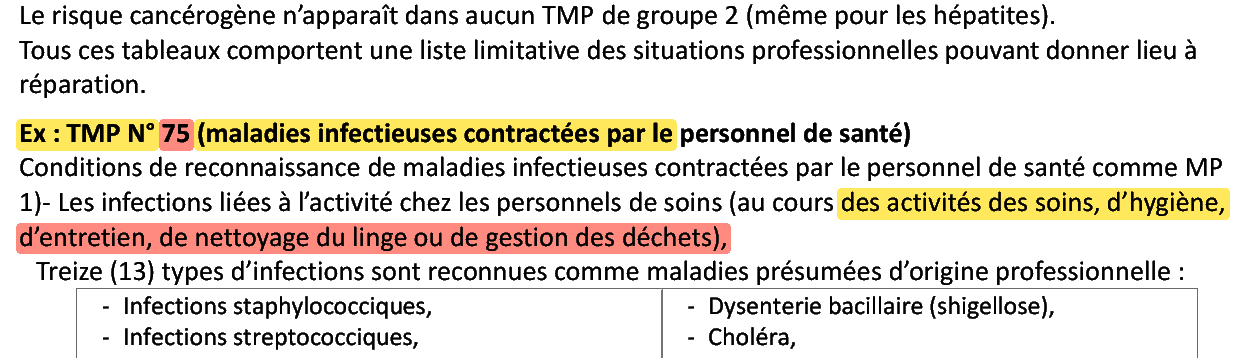 Le risque cancérogène n’apparaît dans aucun TMP de groupe 2 (même pour les hépatites).
Tous ces tableaux comportent une liste limitative des situations professionnelles pouvant donner lieu à
réparation.
Ex : TMP N° 75 (maladies infectieuses contractées par le personnel de santé)
Conditions de reconnaissance de maladies infectieuses contractées par le personnel de santé comme MP
1)- Les infections liées à l’activité chez les personnels de soins (au cours des activités des soins, d’hygiène,
d’entretien, de nettoyage du linge ou de gestion des déchets),
Treize (13) types d’infections sont reconnues comme maladies présumées d’origine professionnelle :
- Infections staphylococciques,
- Infections streptococciques,
- Dysenterie bacillaire (shigellose),
- Choléra,